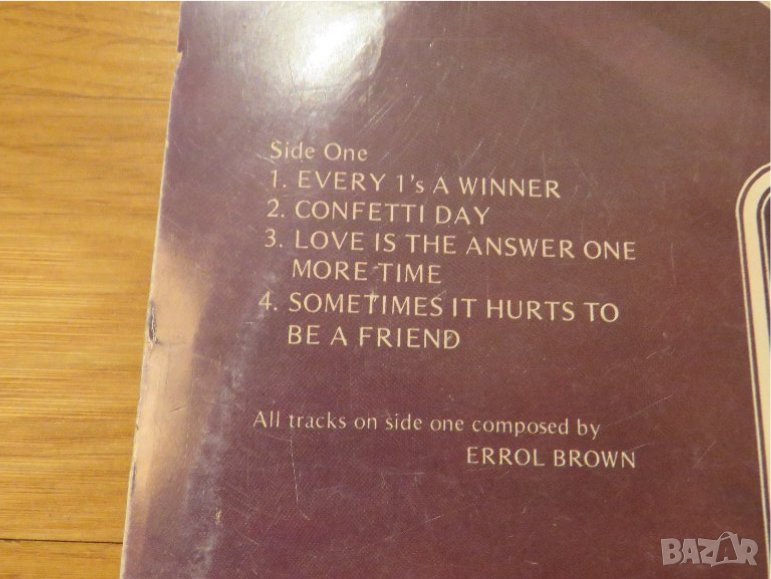 Side One
1. EVERY 1's A WINNER
2. CONFETTI DAY
3. LOVE IS THE ANSWER ONE
MORE TIME
4. SOMETIMES IT HURTS TO
BE A FRIEND
All tracks on side one composed by
ERROL BROWN
BAZAR